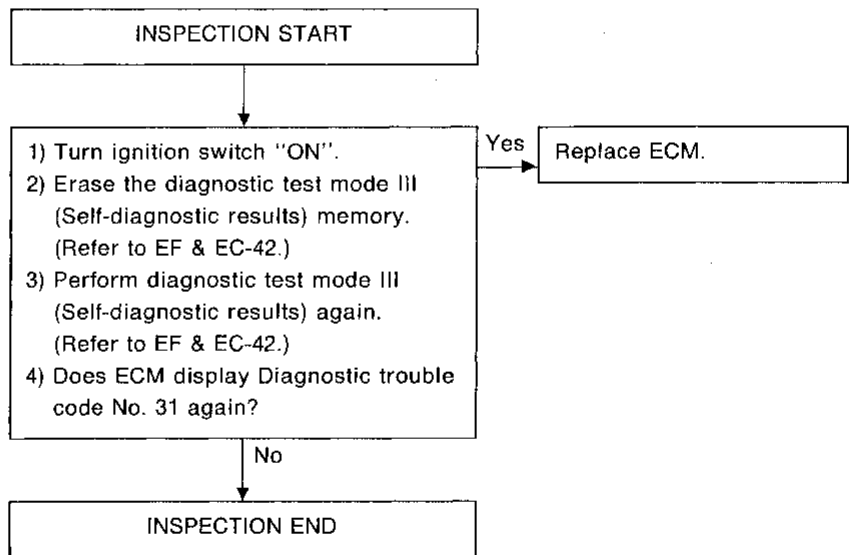 INSPECTION START
1) Turn ignition switch "ON".
2) Erase the diagnostic test mode III
(Self-diagnostic results) memory.
(Refer to EF & EC-42.)
3) Perform diagnostic test mode III
(Self-diagnostic results) again.
(Refer to EF & EC-42.)
4) Does ECM display Diagnostic trouble
code No. 31 again?
Yes
Replace ECM.
No
INSPECTION END